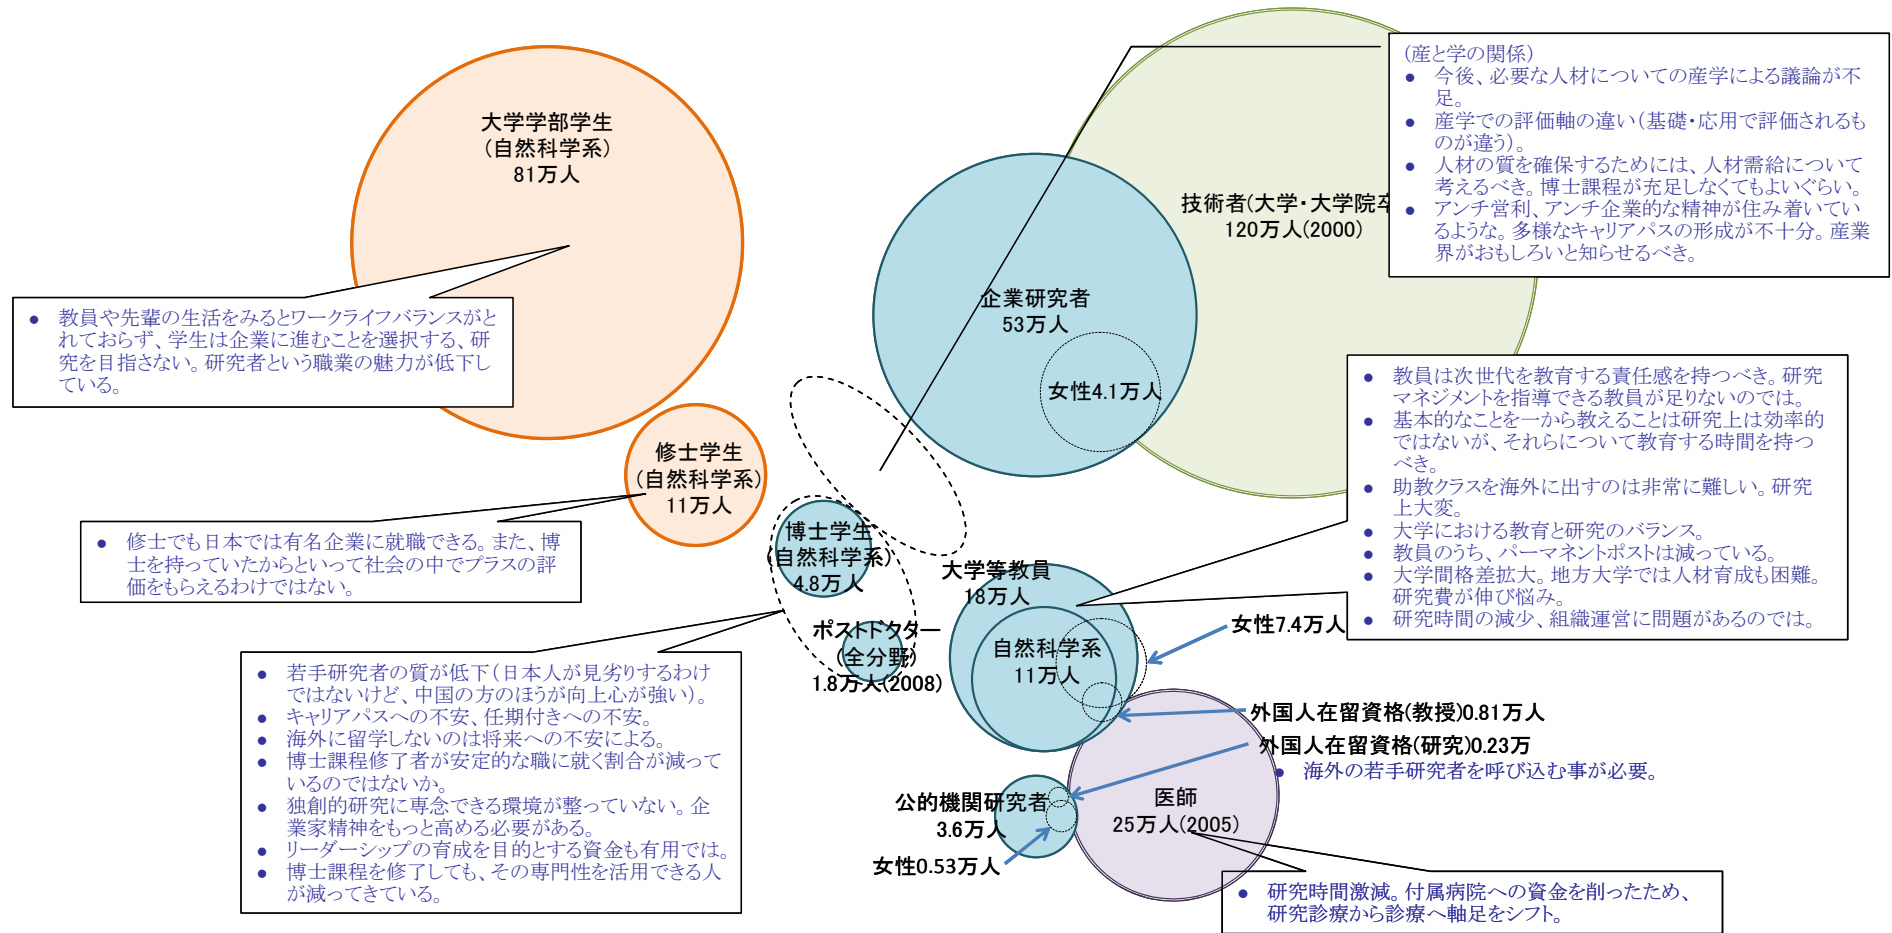 大学学部学生
(自然科学系)
81万人
技術者(大学・大学院卒
120万人(2000)
(産と学の関係)
● 今後、必要な人材についての産学による議論が不
足。
● 産学での評価軸の違い(基礎・応用で評価されるも
のが違う)。
● 人材の質を確保するためには、人材需給について
考えるべき。博士課程が充足しなくてもよいぐらい。
● アンチ営利、アンチ企業的な精神が住み着いてい
るような。多様なキャリアパスの形成が不十分。産業
界がおもしろいと知らせるべき。
企業研究者
53万人
女性4.1万人
● 教員や先輩の生活をみるとワークライフバランスがと
れておらず、学生は企業に進むことを選択する、研
究を目指さない。研究者という職業の魅力が低下し
ている。
● 教員は次世代を教育する責任感を持つべき。研究
マネジメントを指導できる教員が足りないのでは。
● 基本的なことを一から教えることは研究上は効率的
ではないが、それらについて教育する時間を持つ
べき。
● 助教クラスを海外に出すのは非常に難しい。研究
上大変。
● 大学における教育と研究のバランス。
● 教員のうち、パーマネントポストは減っている。
● 大学間格差拡大。地方大学では人材育成も困難。
研究費が伸び悩み。
● 研究時間の減少、組織運営に問題があるのでは。
修士学生
(自然科学系)
11万人
● 修士でも日本では有名企業に就職できる。また、博
士を持っていたからといって社会の中でプラスの評
価をもらえるわけではない。
博士学生
(自然科学系)
4.8万人
大学等教員
18万人
自然科学系
11万人
女性7.4万人
ポストドクター
(全分野)
1.8万人(2008)
● 若手研究者の質が低下(日本人が見劣りするわけ
ではないけど、中国の方のほうが向上心が強い)。
● キャリアパスへの不安、任期付きへの不安。
● 海外に留学しないのは将来への不安による。
● 博士課程修了者が安定的な職に就く割合が減って
いるのではないか。
● 独創的研究に専念できる環境が整っていない。企
業家精神をもっと高める必要がある。
● リーダーシップの育成を目的とする資金も有用では。
● 博士課程を修了しても、その専門性を活用できる人
が減ってきている。
外国人在留資格(教授)0.81万人
外国人在留資格(研究)0.23万
● 海外の若手研究者を呼び込む事が必要。
公的機関研究者
3.6万人
女性0.53万人
医師
25万人(2005)
● 研究時間激減。付属病院への資金を削ったため、
研究診療から診療へ軸足をシフト。